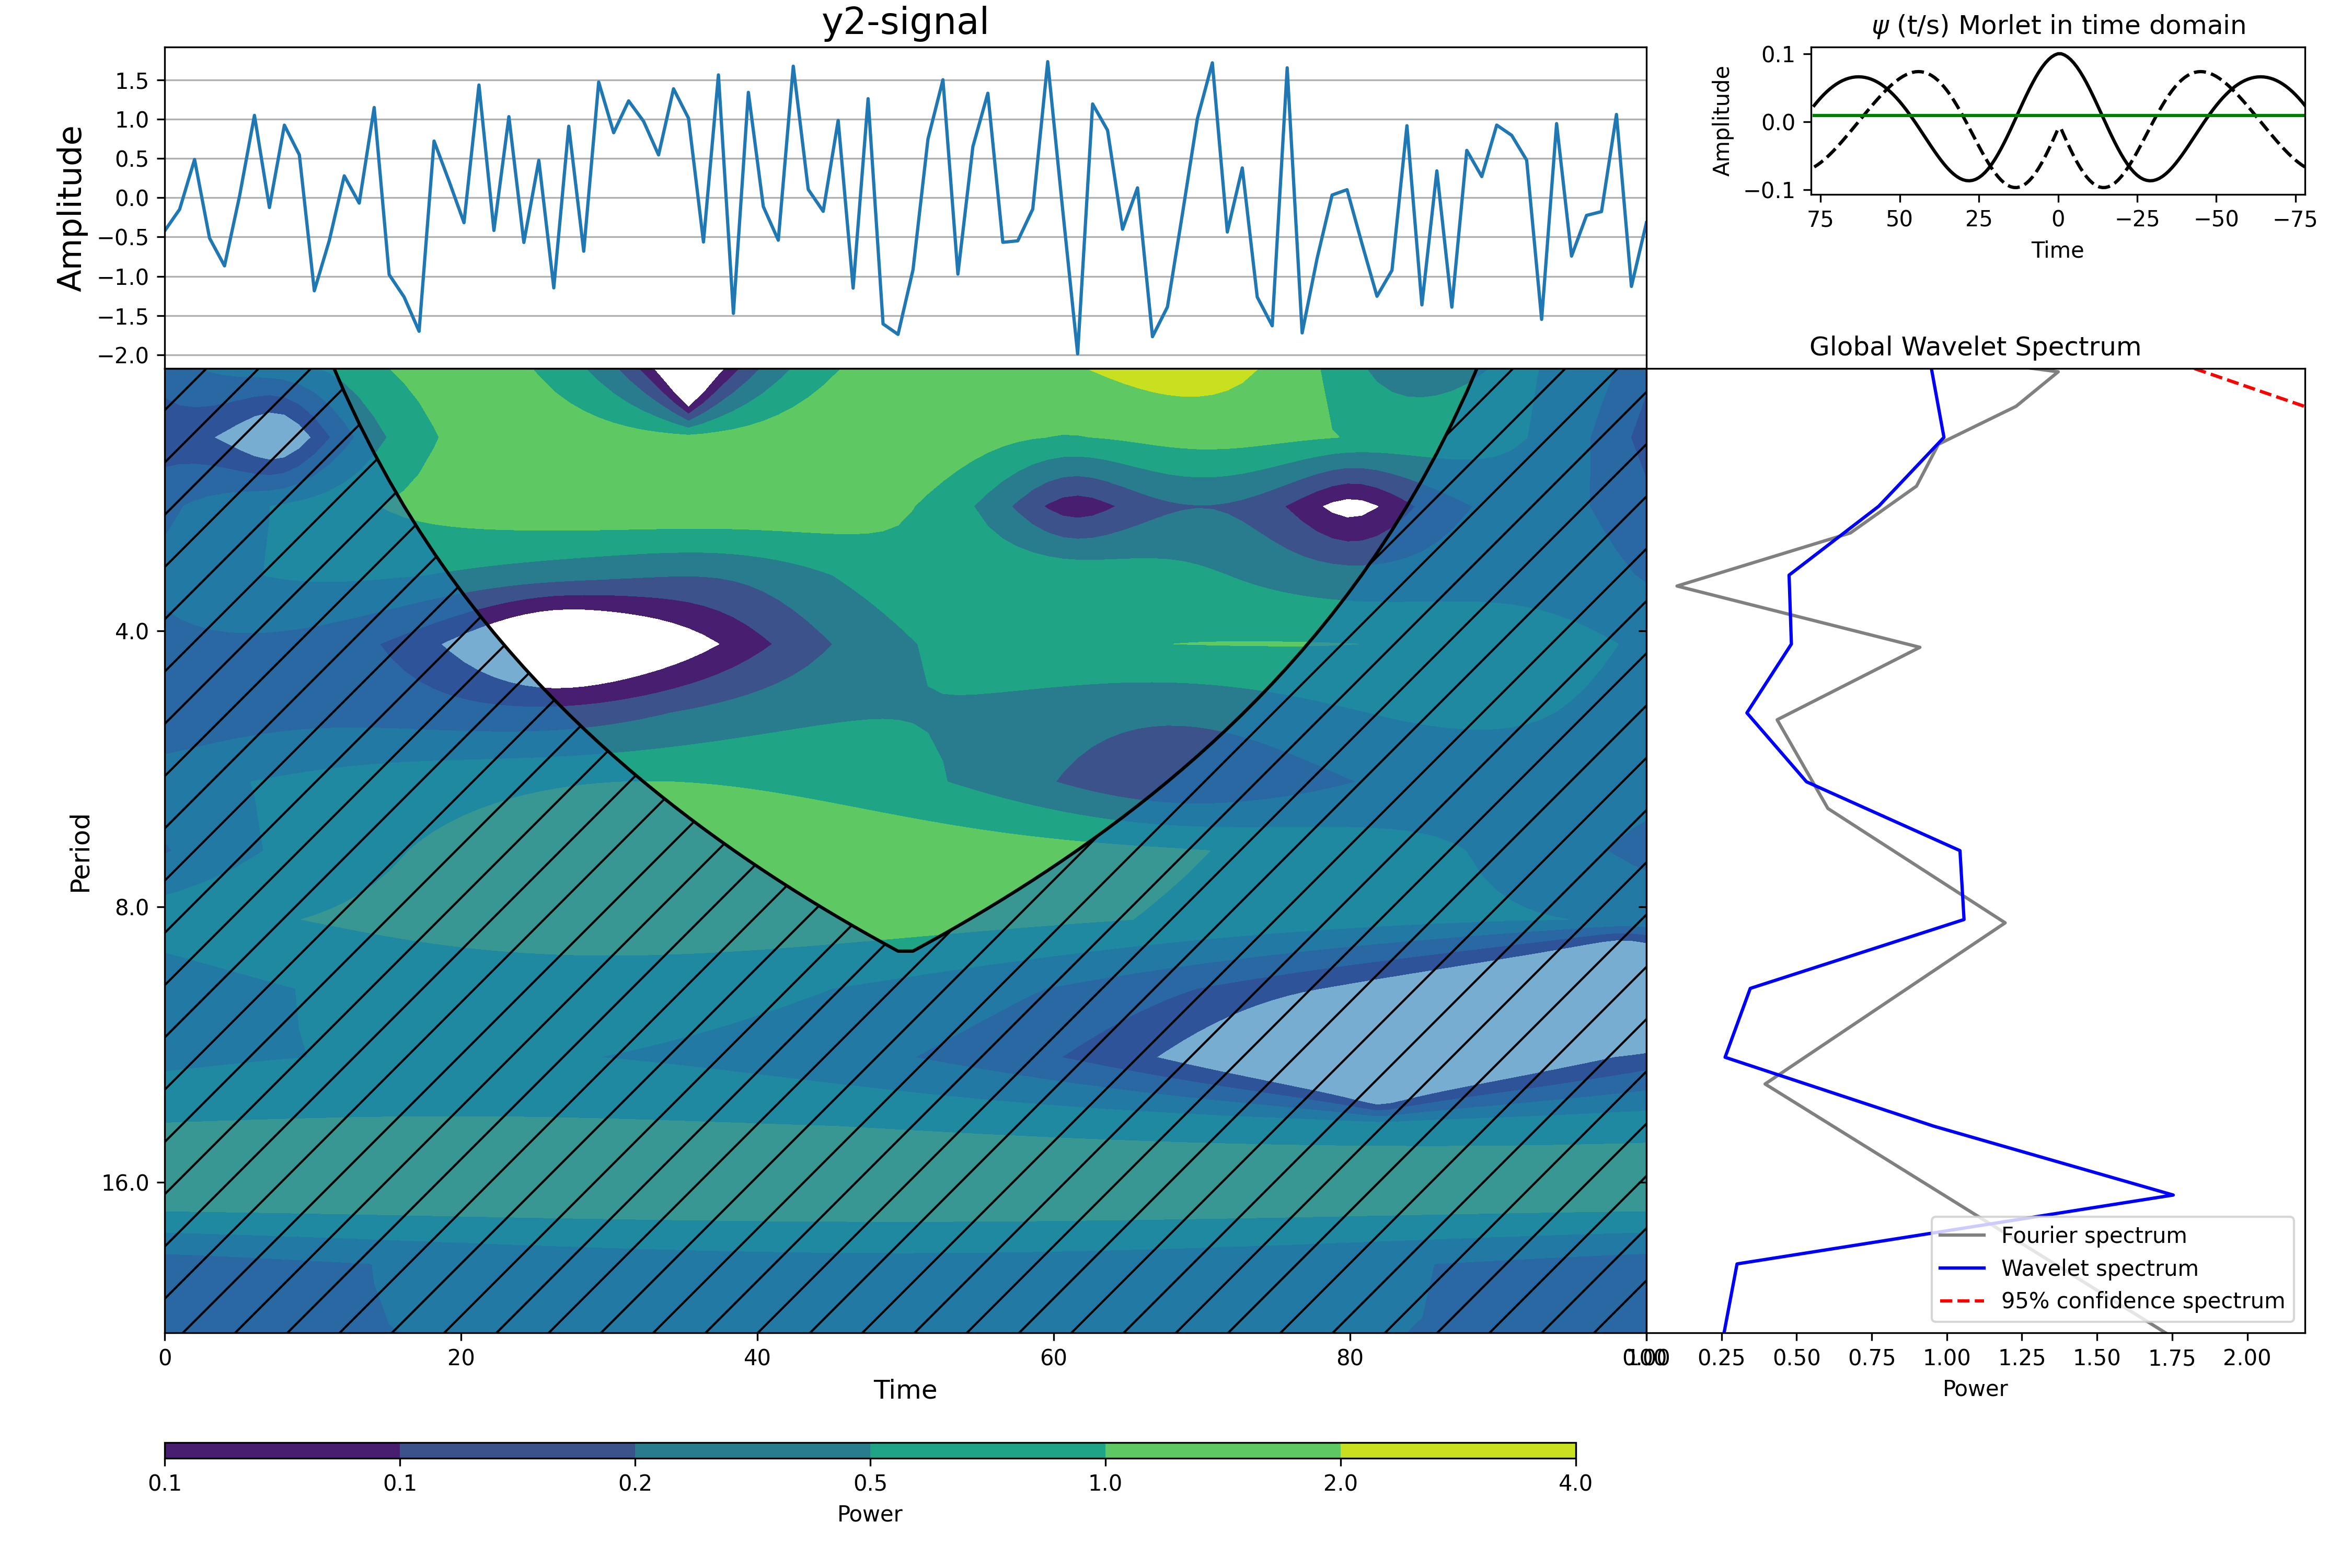 y2-signal
Amplitude
1.5
1.0
0.5
0.0
−0.5
−1.0
−1.5
−2.0
ψ (t/s) Morlet in time domain
Amplitude
0.1
0.0
−0.1
75 50 25 0 −25 −50 −75
Time
Global Wavelet Spectrum
Period
4.0
8.0
16.0
0 20 40 60 80 100
Time
0.00 0.25 0.50 0.75 1.00 1.25 1.50 1.75 2.00
Power
Fourier spectrum
Wavelet spectrum
95% confidence spectrum
0.1 0.1 0.2 0.5 1.0 2.0 4.0
Power